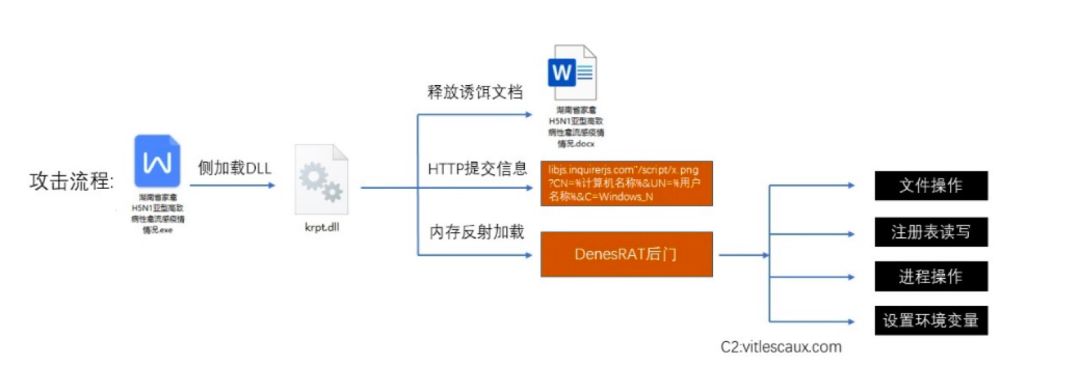 攻击流程:
W
湖南省家禽
H5N1亚型高致
病性禽流感疫情
情况.exe
侧加载DLL
krpt.dll
释放诱饵文档
W
湖南省家禽
H5N1亚型高致
病性禽流感疫情
情况.docx
HTTP提交信息
libjs.inquirerjs.com"/script/x.png
?CN=%计算机名称%&UN=%用户
名称%&C=Windows_N
内存反射加载
DenesRAT后门
文件操作
注册表读写
进程操作
设置环境变量
C2:vitlescaux.com